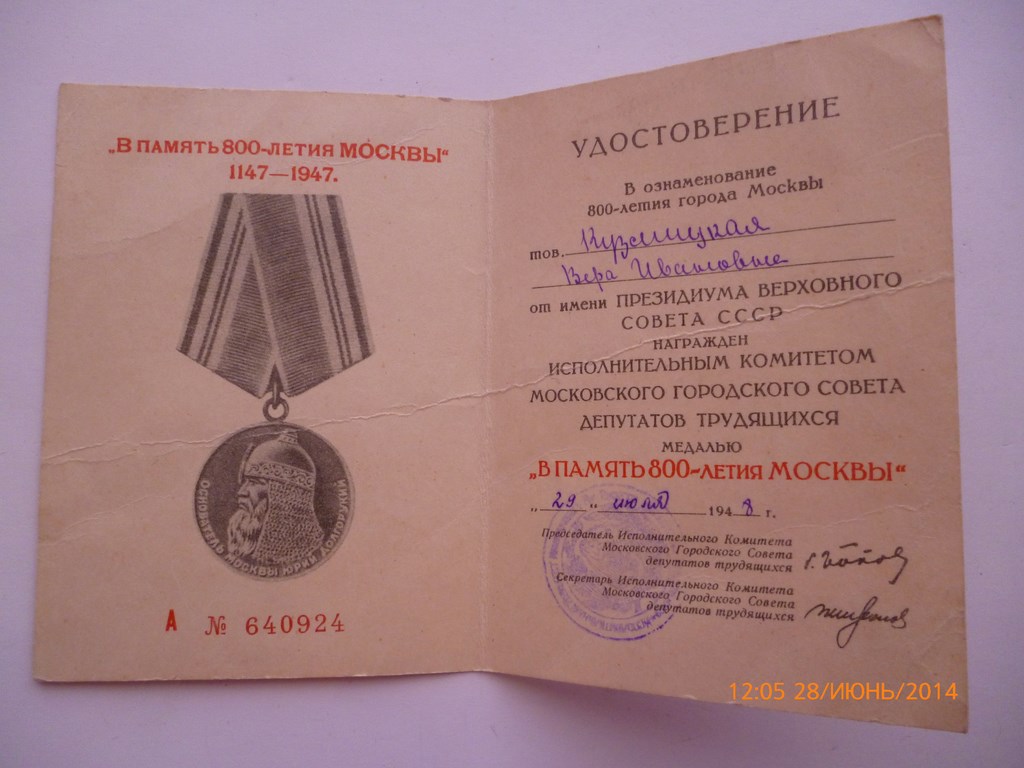 „В ПАМЯТЬ 800-ЛЕТИЯ МОСКВЫ“
1147—1947.
ОСНОВАТЕЛЬ МОСКВЫ ЮРИЙ ДОЛГОРУКИЙ
А № 640924
УДОСТОВЕРЕНИЕ
В ознаменование
800-летия города Москвы
тов. Кузмицкая
Вера Ивановна
от имени ПРЕЗИДИУМА ВЕРХОВНОГО
СОВЕТА СССР
НАГРАЖДЕН
ИСПОЛНИТЕЛЬНЫМ КОМИТЕТОМ
МОСКОВСКОГО ГОРОДСКОГО СОВЕТА
ДЕПУТАТОВ ТРУДЯЩИХСЯ
МЕДАЛЬЮ
„В ПАМЯТЬ 800-ЛЕТИЯ МОСКВЫ“
„29„ июля 1948 г.
Председатель Исполнительного Комитета
Московского Городского Совета
депутатов трудящихся
Секретарь Исполнительного Комитета
Московского Городского Совета
депутатов трудящихся
12:05 28/ИЮНЬ/2014